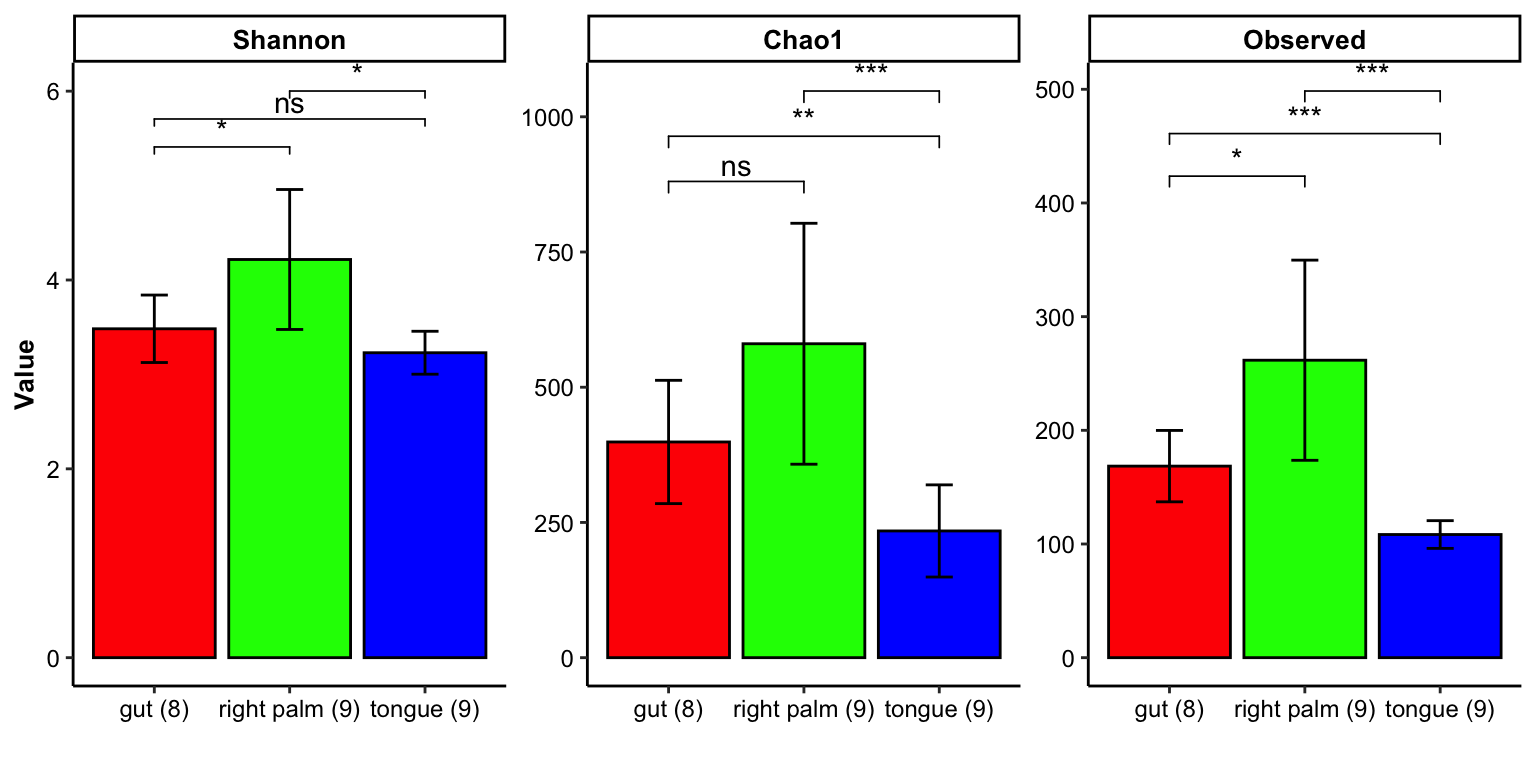 Shannon
Chao1
Observed
Value
6
4
2
0
*
ns
*
gut (8)
right palm (9)
tongue (9)
1000
750
500
250
0
***
**
ns
gut (8)
right palm (9)
tongue (9)
500
400
300
200
100
0
***
***
*
gut (8)
right palm (9)
tongue (9)